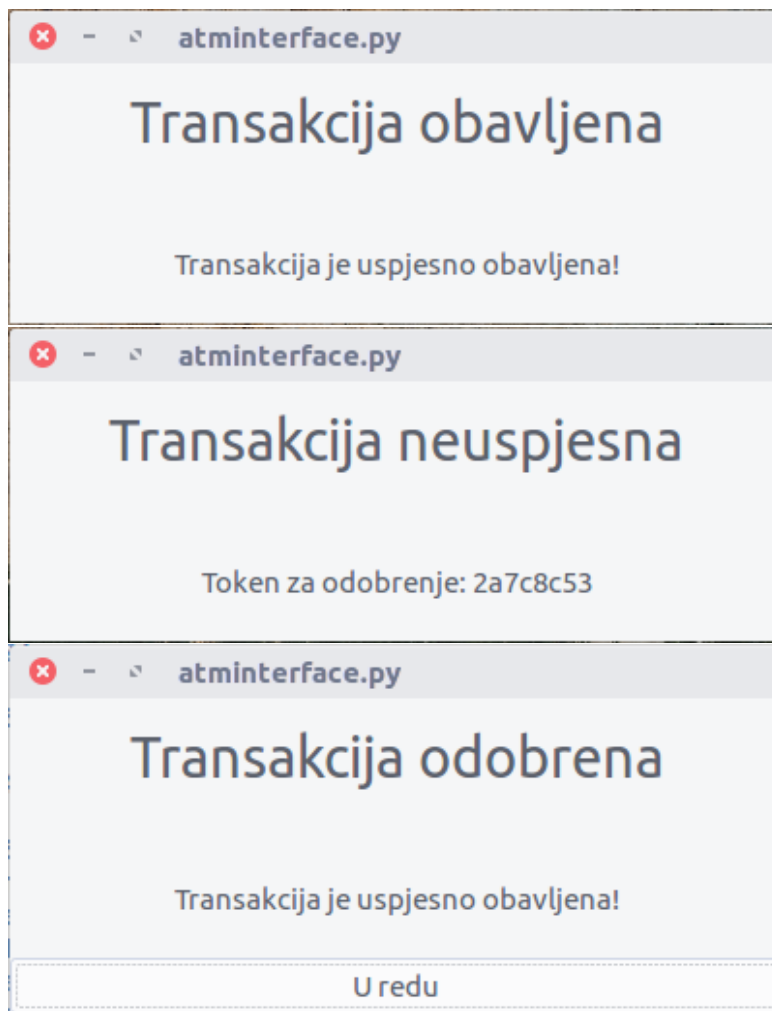 atminterface.py
Transakcija obavljena
Transakcija je uspjesno obavljena!
atminterface.py
Transakcija neuspjesna
Token za odobrenje: 2a7c8c53
atminterface.py
Transakcija odobrena
Transakcija je uspjesno obavljena!
U redu